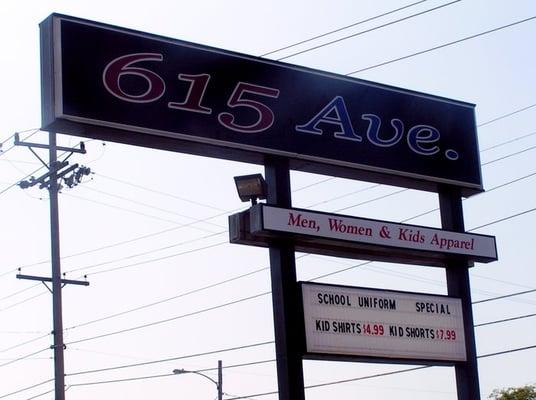 615 Ave.
Men, Women & Kids Apparel
SCHOOL UNIFORM SPECIAL
KID SHIRTS $4.99 KID SHORTS $7.99